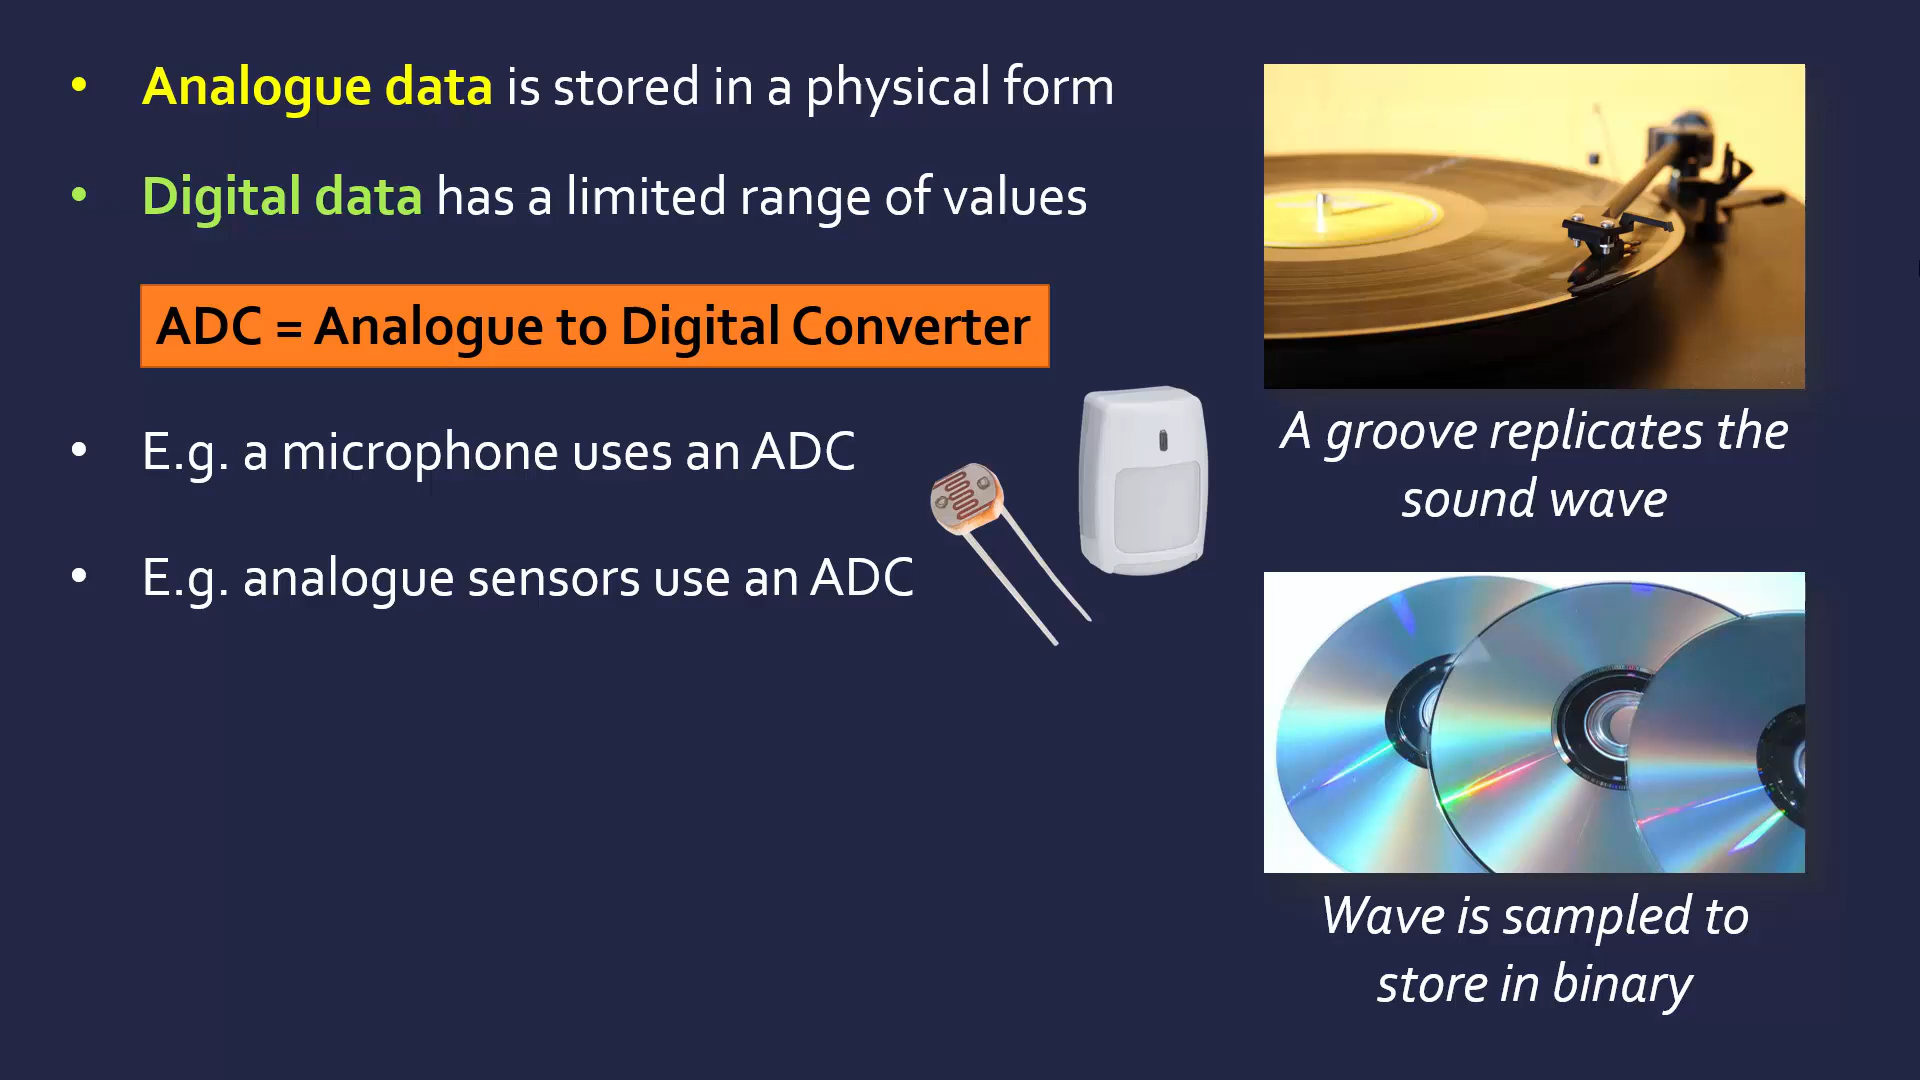 • Analogue data is stored in a physical form
• Digital data has a limited range of values
ADC = Analogue to Digital Converter
• E.g. a microphone uses an ADC
• E.g. analogue sensors use an ADC
A groove replicates the
sound wave
Wave is sampled to
store in binary